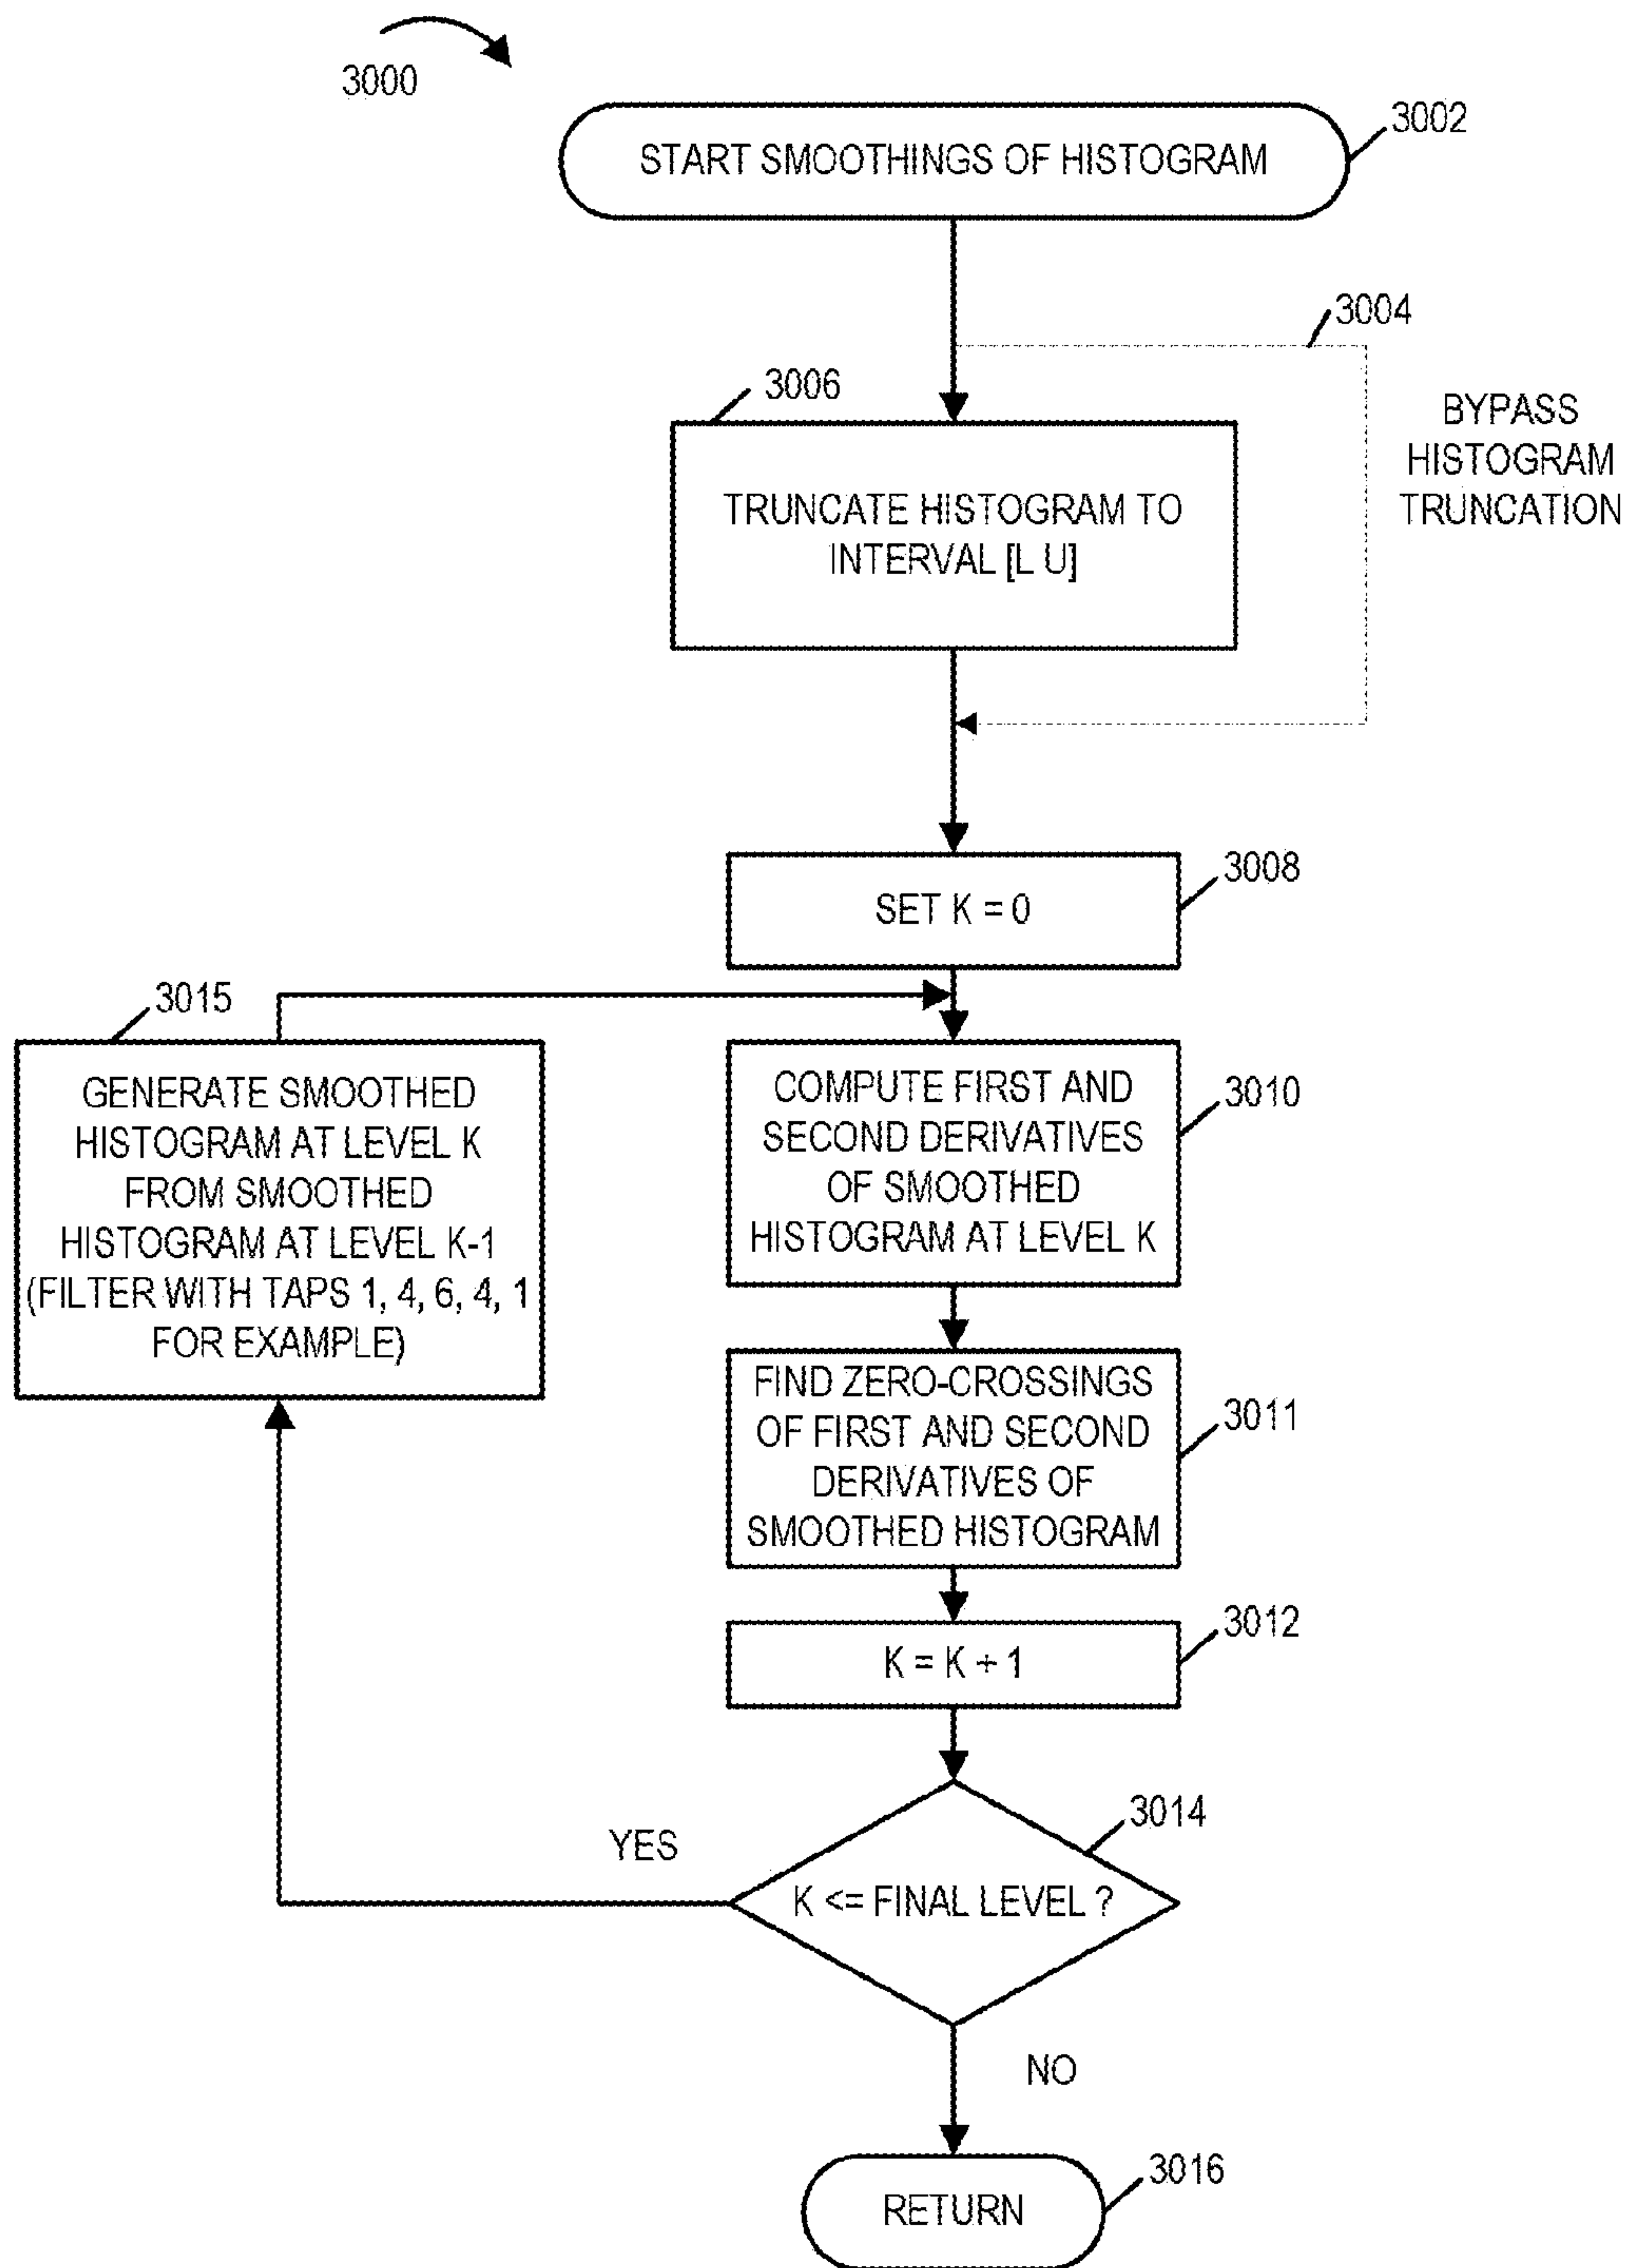 3000
3002
START SMOOTHINGS OF HISTOGRAM
3004
3006
BYPASS
HISTOGRAM
TRUNCATION
TRUNCATE HISTOGRAM TO
INTERVAL [L U]
3008
SET K = 0
3015
GENERATE SMOOTHED
HISTOGRAM AT LEVEL K
FROM SMOOTHED
HISTOGRAM AT LEVEL K-1
(FILTER WITH TAPS 1, 4, 6, 4, 1
FOR EXAMPLE)
3010
COMPUTE FIRST AND
SECOND DERIVATIVES
OF SMOOTHED
HISTOGRAM AT LEVEL K
3011
FIND ZERO-CROSSINGS
OF FIRST AND SECOND
DERIVATIVES OF
SMOOTHED HISTOGRAM
3012
K = K + 1
3014
YES
K <= FINAL LEVEL ?
NO
3016
RETURN